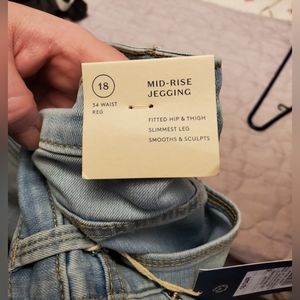 18
34 WAIST
REG
MID-RISE
JEGGING
FITTED HIP & THIGH
SLIMMEST LEG
SMOOTHS & SCULPTS